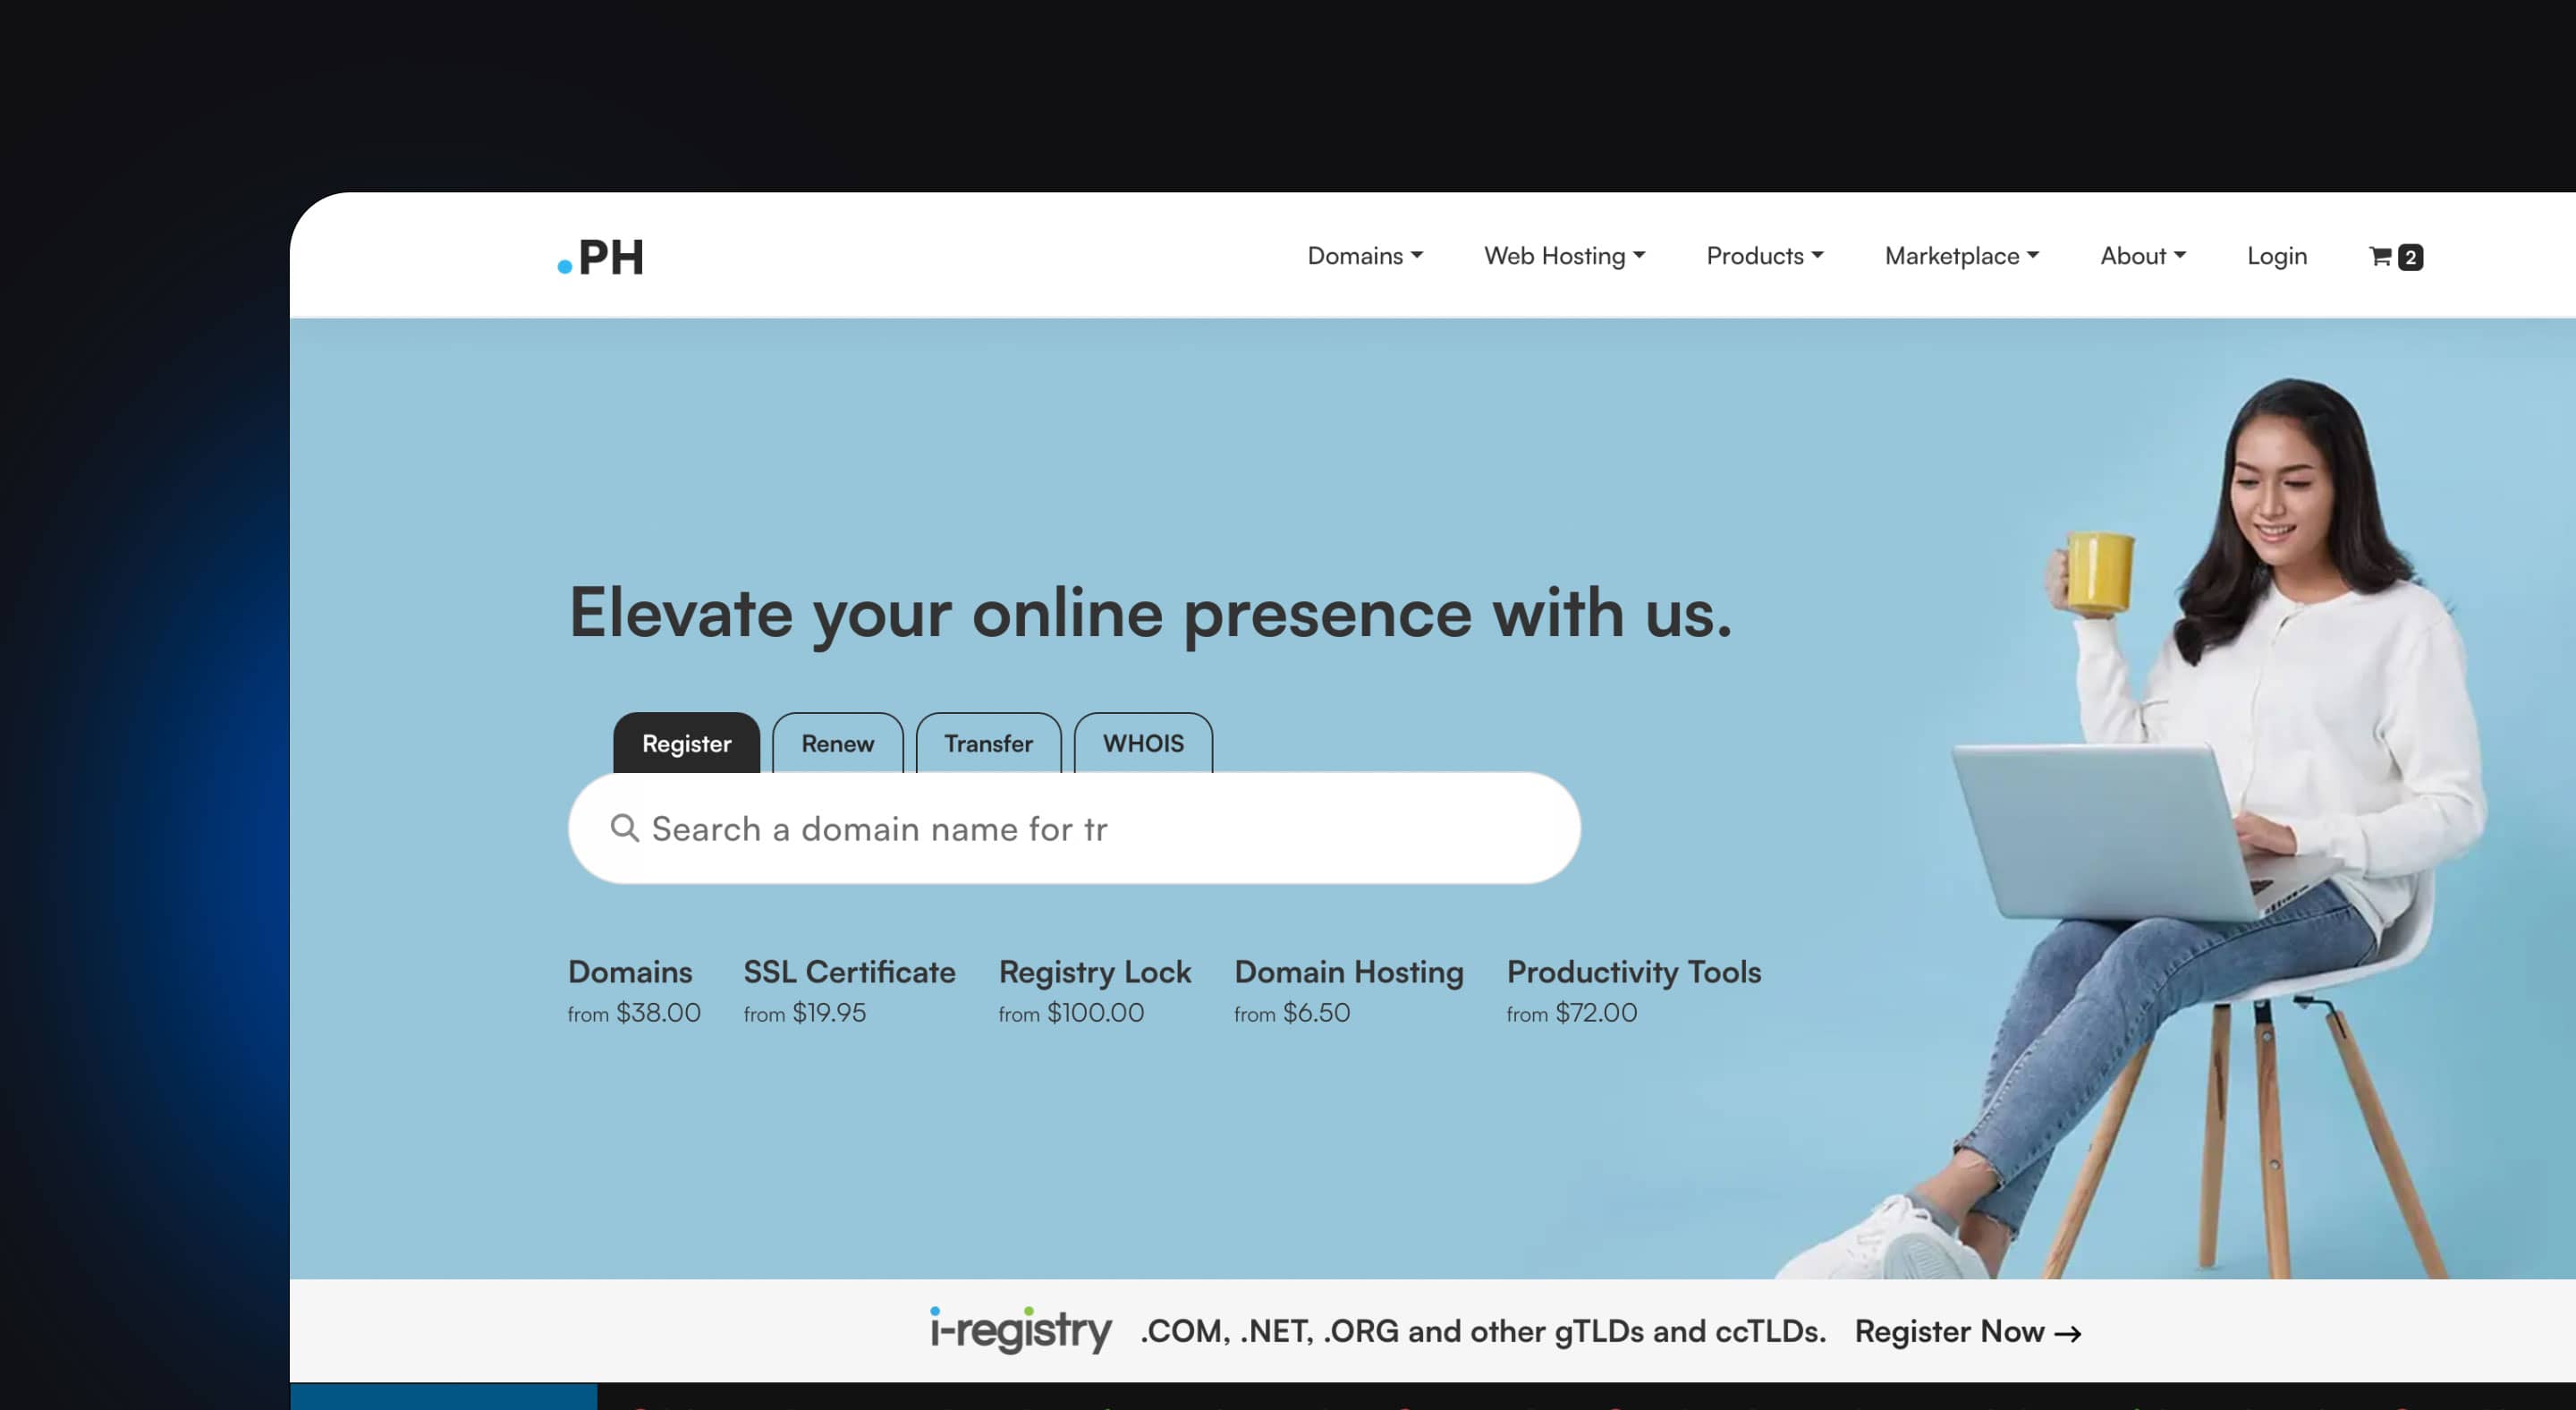 .PH
Domains
Web Hosting
Products
Marketplace
About
Login
2
Elevate your online presence with us.
Register
Renew
Transfer
WHOIS
Search a domain name for tr
Domains
from $38.00
SSL Certificate
from $19.95
Registry Lock
from $100.00
Domain Hosting
from $6.50
Productivity Tools
from $72.00
i-registry
.COM, .NET, .ORG and other gTLDs and ccTLDs.
Register Now →